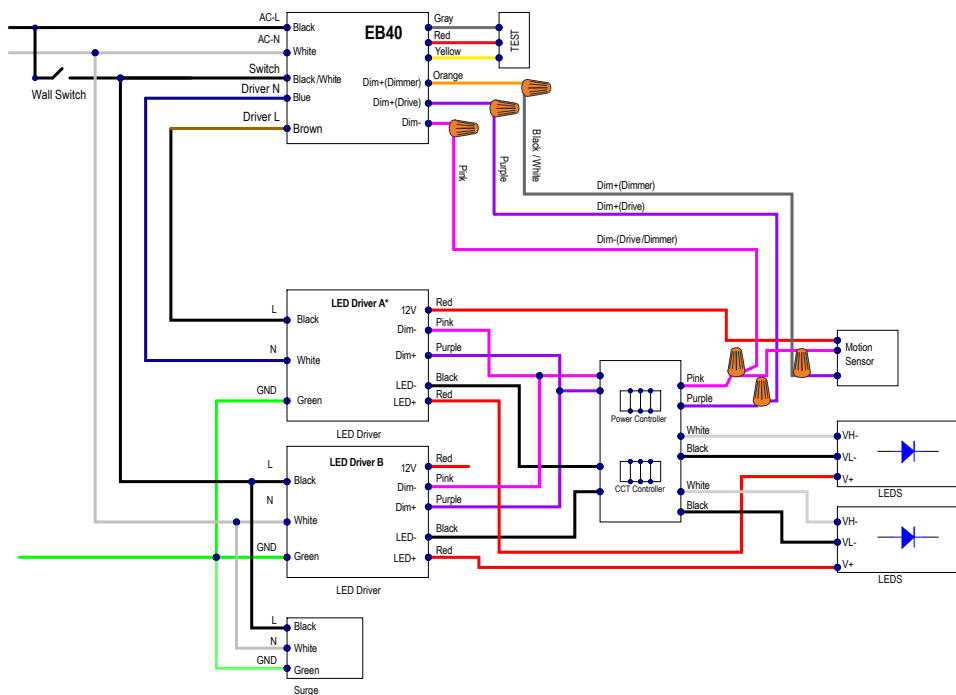 AC-L
Black
EB40
Gray
AC-N
White
Red
TEST
Yellow
Switch
Black/White
Orange
Dim+(Dimmer)
Wall Switch
Driver N
Blue
Dim+(Drive)
Driver L
Brown
Dim-
Pink
Purple
Black / White
Dim+(Dimmer)
Dim+(Drive)
Dim-(Drive/Dimmer)
LED Driver A*
12V
Red
L
Black
Dim-
Pink
N
White
Dim+
Purple
LED-
Black
GND
Green
LED+
Red
LED Driver
Motion
Sensor
Pink
Purple
Power Controller
White
Black
VH-
VL-
V+
LEDS
LED Driver B
12V
Red
L
Black
Dim-
Pink
N
White
Dim+
Purple
LED-
Black
GND
Green
LED+
Red
LED Driver
CCT Controller
White
Black
VH-
VL-
V+
LEDS
L
Black
N
White
GND
Green
Surge